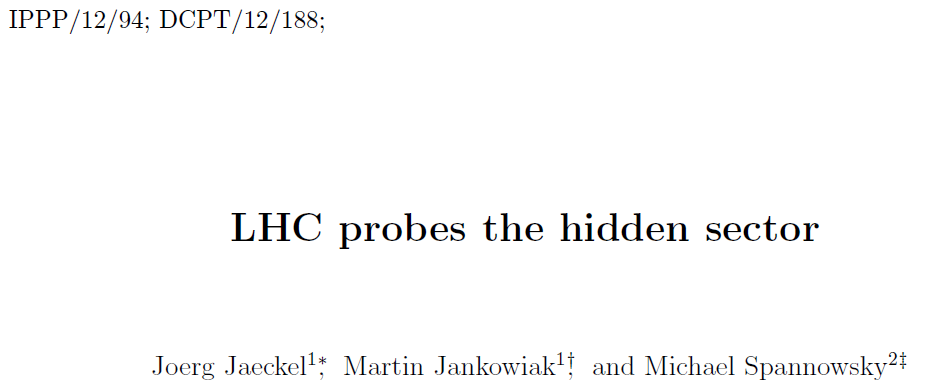 IPPP/12/94; DCPT/12/188;
LHC probes the hidden sector
Joerg Jaeckel¹*, Martin Jankowiak¹†, and Michael Spannowsky²‡